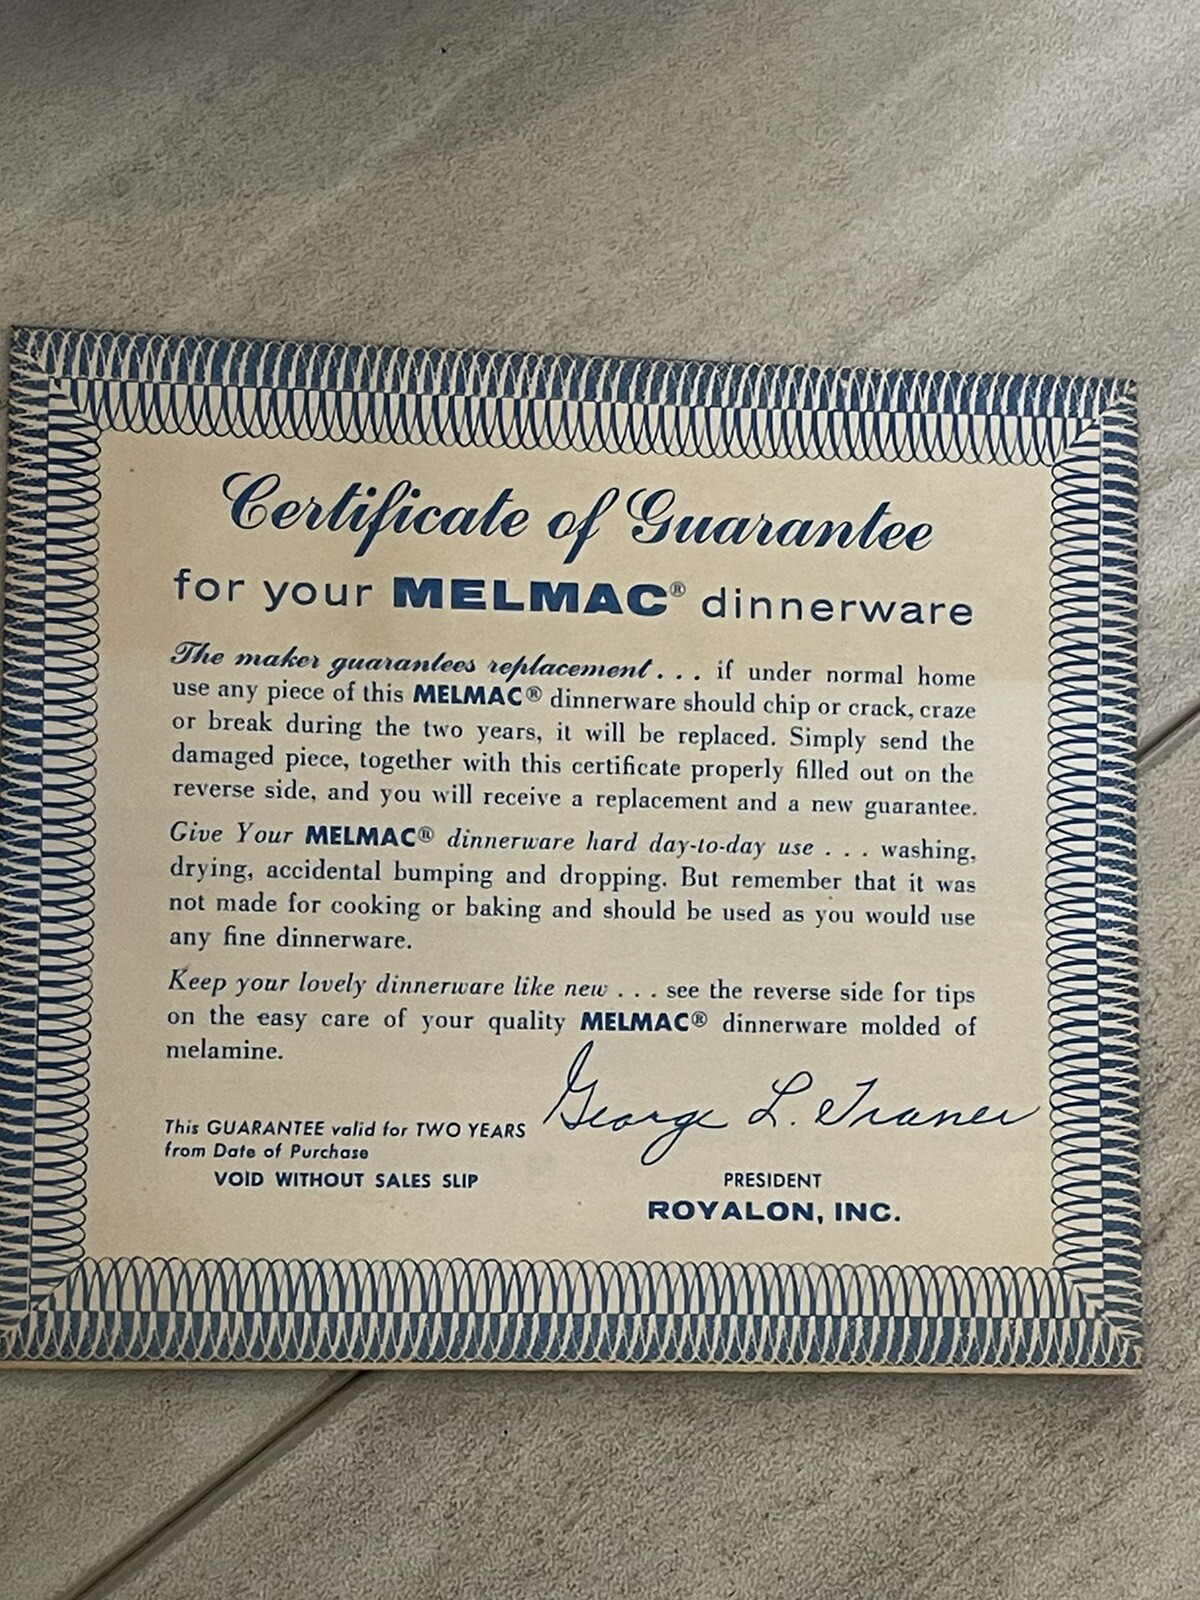 Certificate of Guarantee
for your MELMAC® dinnerware
The maker guarantees replacement . . . if under normal home
use any piece of this MELMAC® dinnerware should chip or crack, craze
or break during the two years, it will be replaced. Simply send the
damaged piece, together with this certificate properly filled out on the
reverse side, and you will receive a replacement and a new guarantee.
Give Your MELMAC® dinnerware hard day-to-day use . . . washing,
drying, accidental bumping and dropping. But remember that it was
not made for cooking or baking and should be used as you would use
any fine dinnerware.
Keep your lovely dinnerware like new . . . see the reverse side for tips
on the easy care of your quality MELMAC® dinnerware molded of
melamine.
George L. Traner
This GUARANTEE valid for TWO YEARS
from Date of Purchase
VOID WITHOUT SALES SLIP
PRESIDENT
ROYALON, INC.